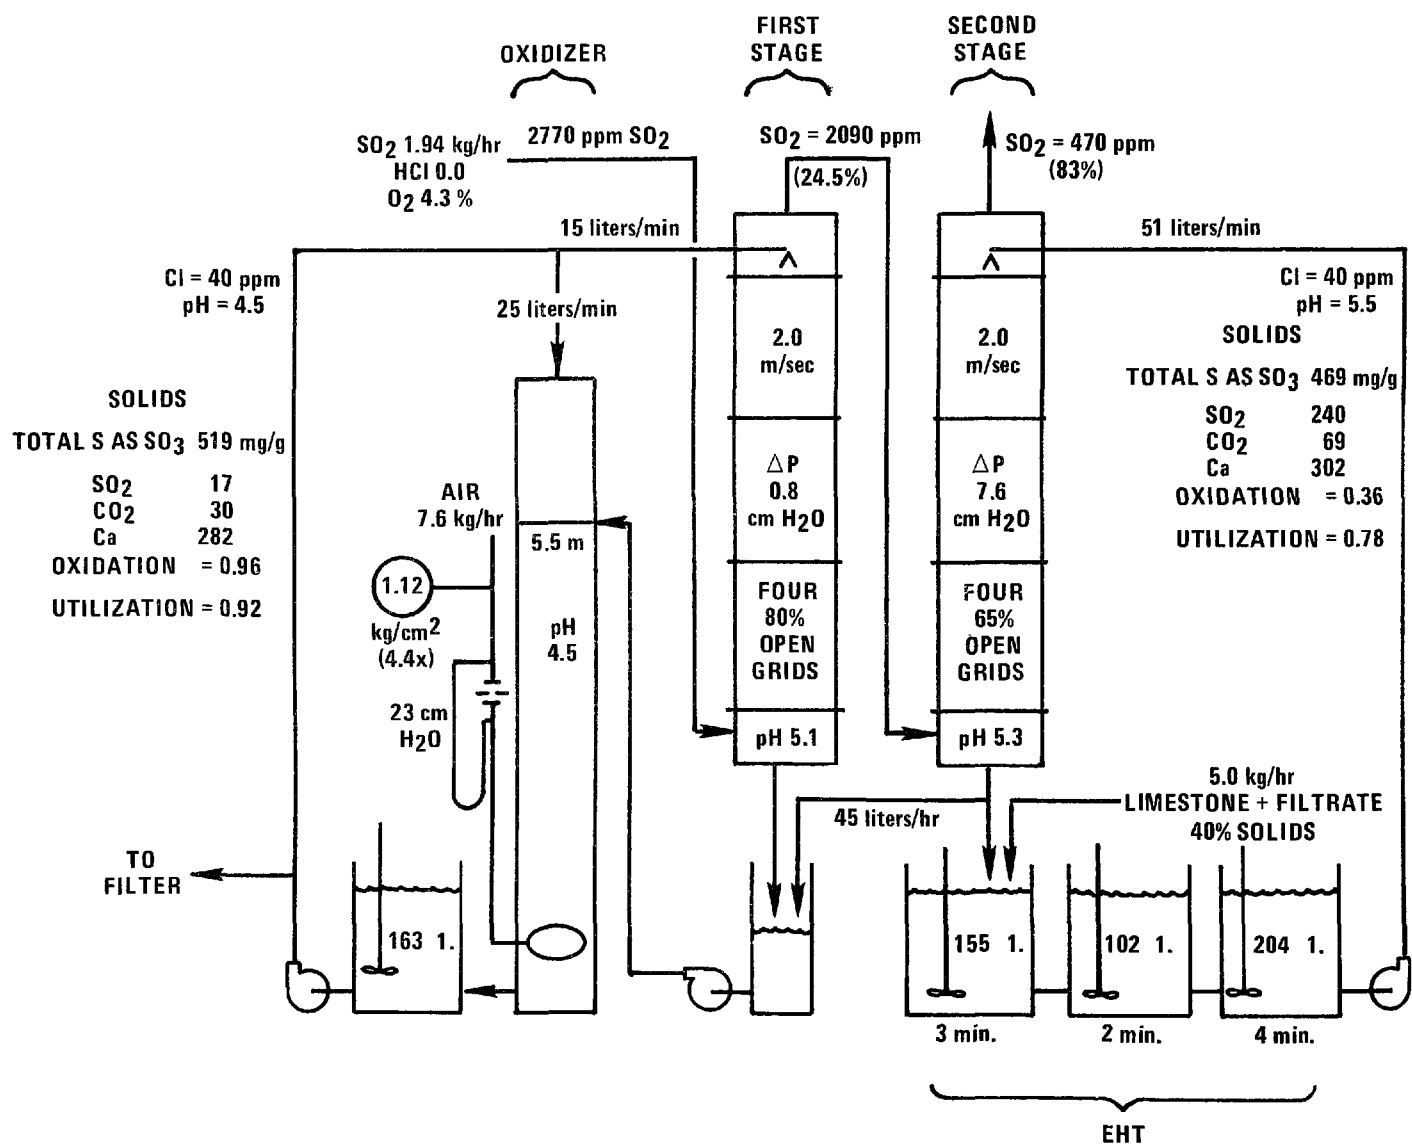 OXIDIZER
FIRST
STAGE
SECOND
STAGE
SO2 1.94 kg/hr
HCl 0.0
O2 4.3 %
2770 ppm SO2
SO2 = 2090 ppm
(24.5%)
SO2 = 470 ppm
(83%)
15 liters/min
51 liters/min
Cl = 40 ppm
pH = 4.5
25 liters/min
Cl = 40 ppm
pH = 5.5
SOLIDS
TOTAL S AS SO3 519 mg/g
SO2 17
CO2 30
Ca 282
OXIDATION = 0.96
UTILIZATION = 0.92
AIR
7.6 kg/hr
1.12
kg/cm2
(4.4x)
23 cm
H2O
5.5 m
pH
4.5
2.0
m/sec
△P
0.8
cm H2O
FOUR
80%
OPEN
GRIDS
pH 5.1
2.0
m/sec
△P
7.6
cm H2O
FOUR
65%
OPEN
GRIDS
pH 5.3
SOLIDS
TOTAL S AS SO3 469 mg/g
SO2 240
CO2 69
Ca 302
OXIDATION = 0.36
UTILIZATION = 0.78
45 liters/hr
5.0 kg/hr
LIMESTONE + FILTRATE
40% SOLIDS
TO
FILTER
163 1.
155 1.
102 1.
204 1.
3 min.
2 min.
4 min.
EHT